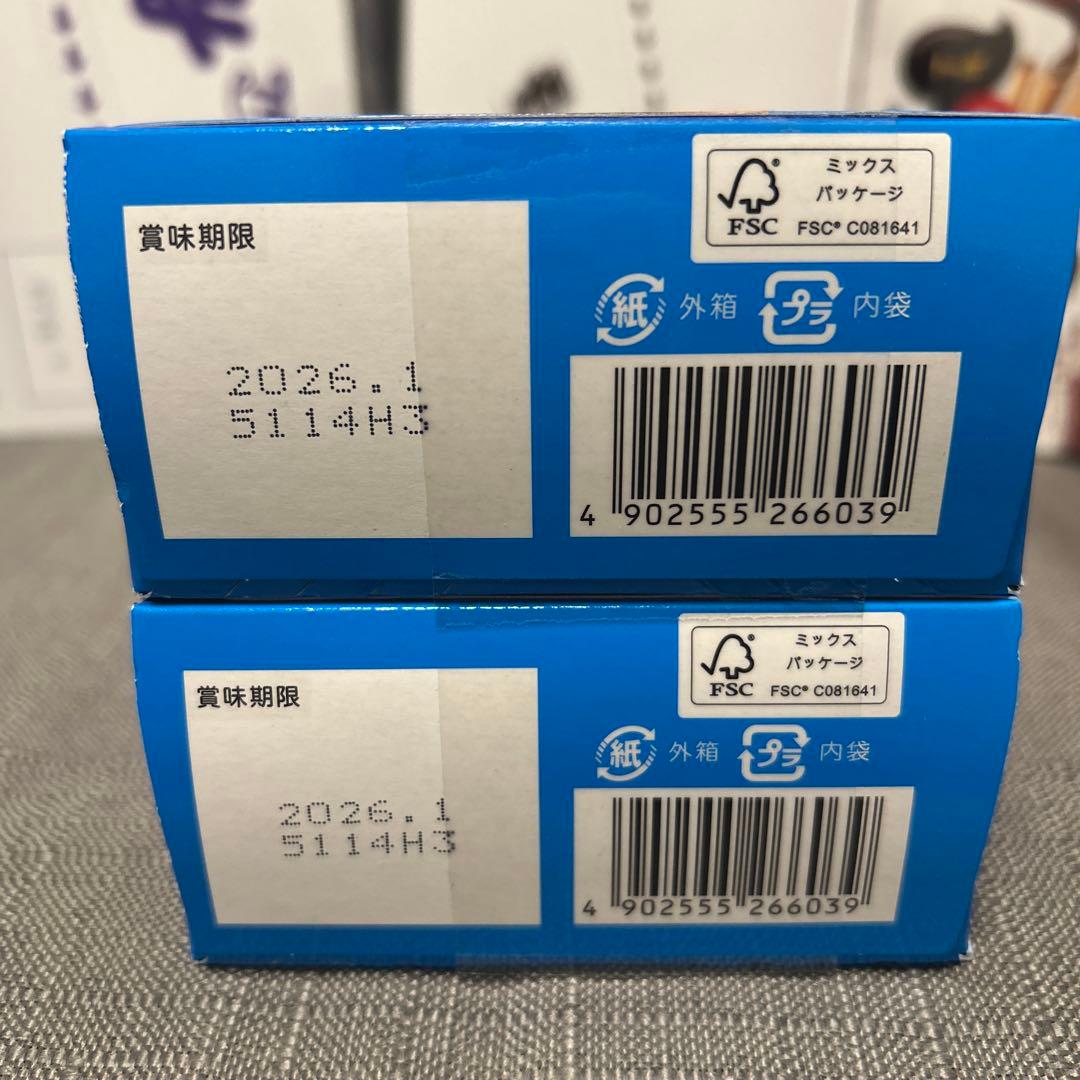 賞味期限
2026.1
5114H3
FSC®
ミックス
パッケージ
FSC® C081641
紙 外箱 プラ 内袋
4 902555 266039
賞味期限
2026.1
5114H3
FSC
ミックス
パッケージ
FSC® C081641
紙 外箱 プラ 内袋
4 902555 266039